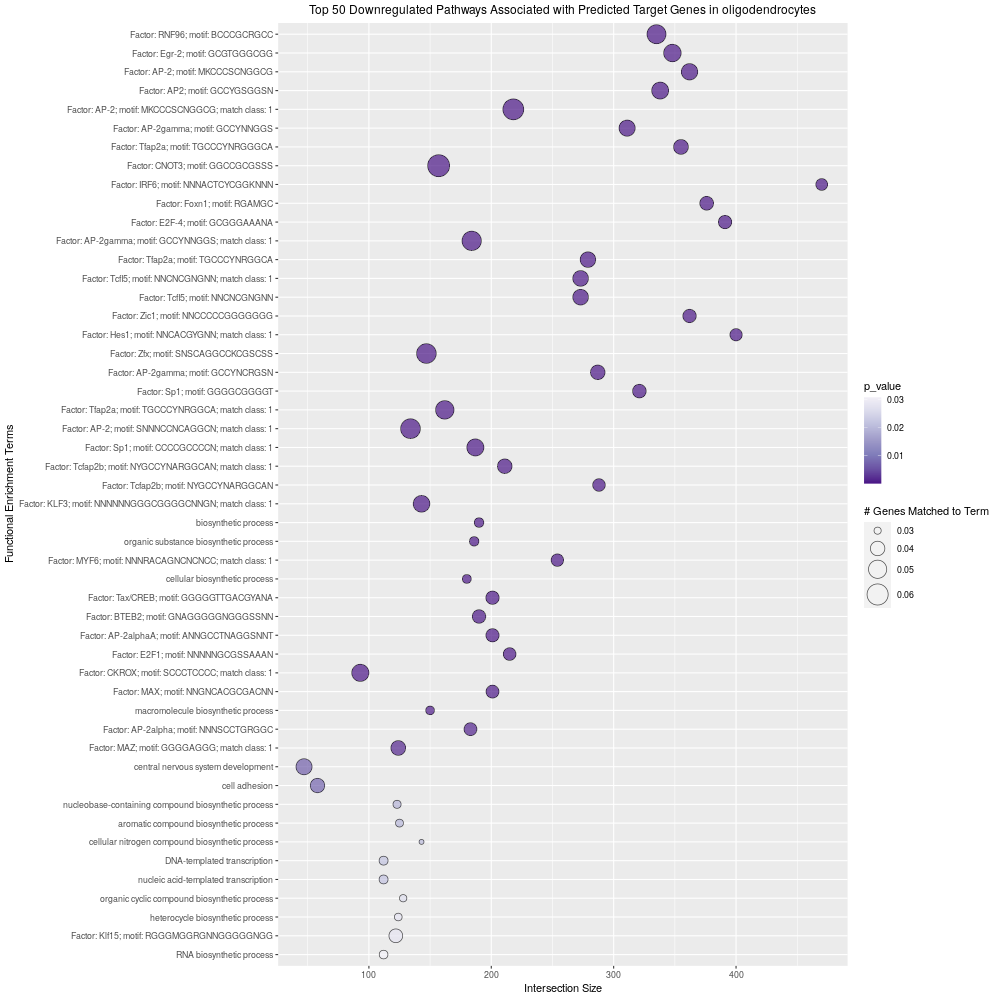 Top 50 Downregulated Pathways Associated with Predicted Target Genes in oligodendrocytes
Functional Enrichment Terms
Factor: RNF96; motif: BCCCGCRGCC
Factor: Egr-2; motif: GCGTGGGCGG
Factor: AP-2; motif: MKCCCSCNGGCG
Factor: AP2; motif: GCCYGSGGSN
Factor: AP-2; motif: MKCCCSCNGGCG; match class: 1
Factor: AP-2gamma; motif: GCCYNNGGS
Factor: Tfap2a; motif: TGCCCYNRGGGCA
Factor: CNOT3; motif: GGCCGCGSSS
Factor: IRF6; motif: NNNACTCYCGGKNNN
Factor: Foxn1; motif: RGAMGC
Factor: E2F-4; motif: GCGGGAAANA
Factor: AP-2gamma; motif: GCCYNNGGS; match class: 1
Factor: Tfap2a; motif: TGCCCYNRGGCA
Factor: Tcfl5; motif: NNCNCGNGNN; match class: 1
Factor: Tcfl5; motif: NNCNCGNGNN
Factor: Zic1; motif: NNCCCCCGGGGGGG
Factor: Hes1; motif: NNCACGYGNN; match class: 1
Factor: Zfx; motif: SNSCAGGCCKCGSCSS
Factor: AP-2gamma; motif: GCCYNCRGSN
Factor: Sp1; motif: GGGGCGGGGT
Factor: Tfap2a; motif: TGCCCYNRGGCA; match class: 1
Factor: AP-2; motif: SNNNCCNCAGGCN; match class: 1
Factor: Sp1; motif: CCCCGCCCCN; match class: 1
Factor: Tcfap2b; motif: NYGCCYNARGGCAN; match class: 1
Factor: Tcfap2b; motif: NYGCCYNARGGCAN
Factor: KLF3; motif: NNNNNNGGGCGGGGCNNGN; match class: 1
biosynthetic process
organic substance biosynthetic process
Factor: MYF6; motif: NNNRACAGNCNCNCC; match class: 1
cellular biosynthetic process
Factor: Tax/CREB; motif: GGGGGTTGACGYANA
Factor: BTEB2; motif: GNAGGGGGNGGGSSNN
Factor: AP-2alphaA; motif: ANNGCCTNAGGSNNT
Factor: E2F1; motif: NNNNNGCGSSAAAN
Factor: CKROX; motif: SCCCTCCCC; match class: 1
Factor: MAX; motif: NNGNCACGCGACNN
macromolecule biosynthetic process
Factor: AP-2alpha; motif: NNNSCCTGRGGC
Factor: MAZ; motif: GGGGAGGG; match class: 1
central nervous system development
cell adhesion
nucleobase-containing compound biosynthetic process
aromatic compound biosynthetic process
cellular nitrogen compound biosynthetic process
DNA-templated transcription
nucleic acid-templated transcription
organic cyclic compound biosynthetic process
heterocycle biosynthetic process
Factor: Klf15; motif: RGGGMGGRGNNGGGGGNGG
RNA biosynthetic process
100
200
300
400
Intersection Size
p_value
0.03
0.02
0.01
# Genes Matched to Term
0.03
0.04
0.05
0.06